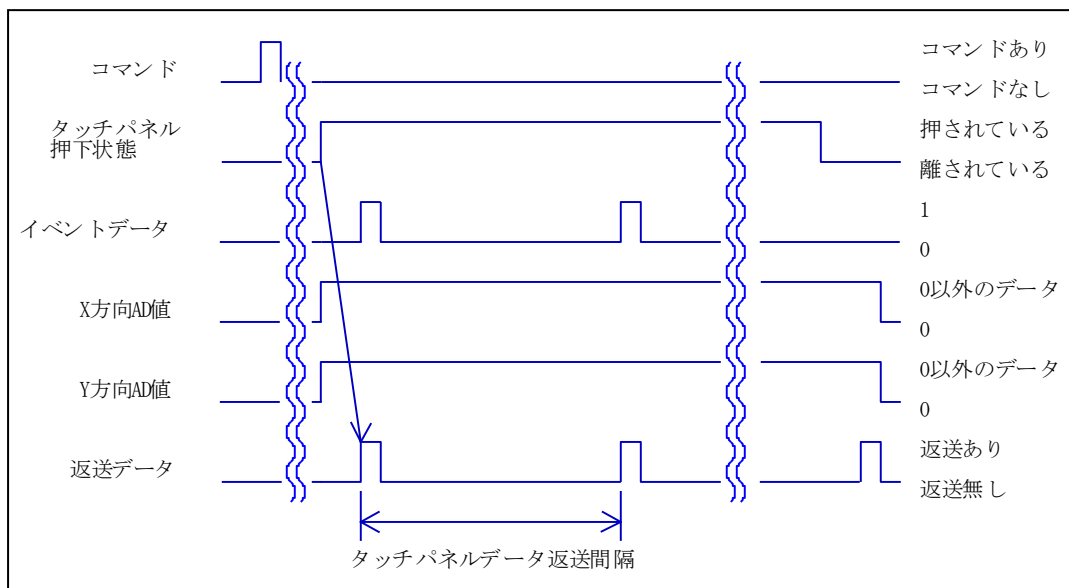 コマンド
コマンドあり
コマンドなし
タッチパネル
押下状態
押されている
離されている
イベントデータ
1
0
X方向AD値
0以外のデータ
0
Y方向AD値
0以外のデータ
0
返送データ
返送あり
返送無し
タッチパネルデータ返送間隔